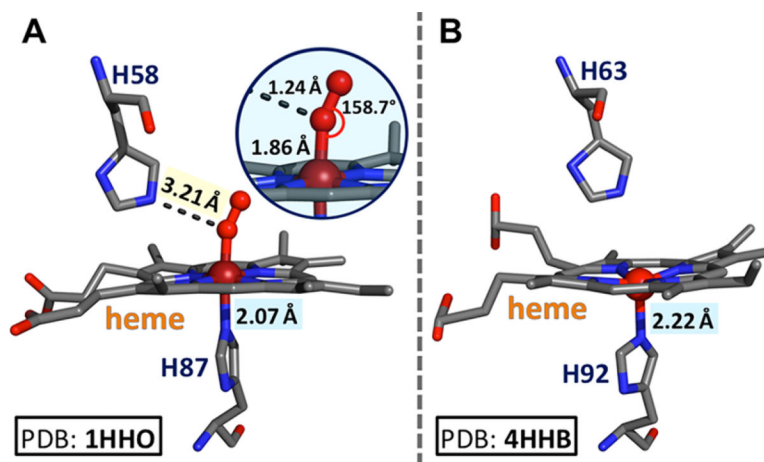 A
H58
1.24 Å
158.7°
1.86 Å
3.21 Å
heme
2.07 Å
H87
PDB: 1HHO
B
H63
heme
2.22 Å
H92
PDB: 4HHB